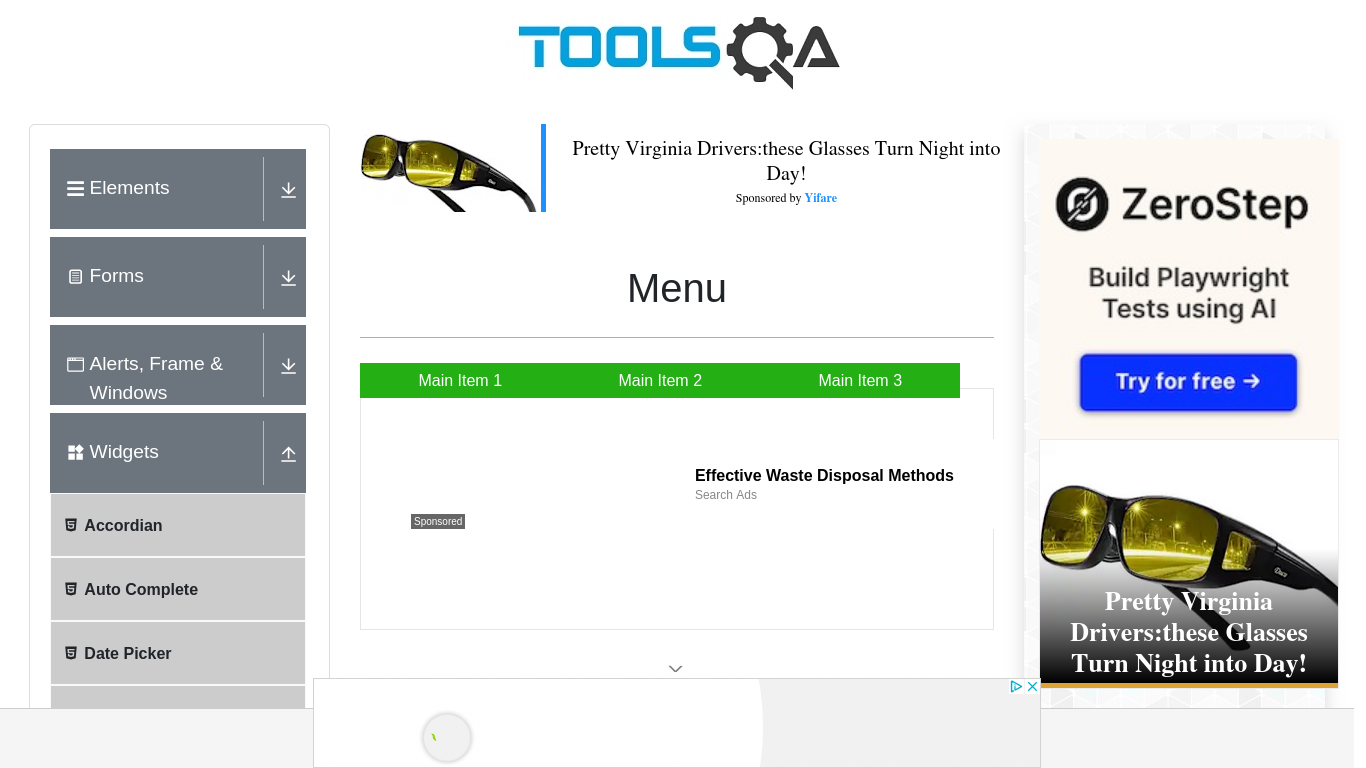 TOOLSQA
Elements
Forms
Alerts, Frame &
Windows
Widgets
Accordian
Auto Complete
Date Picker
Pretty Virginia Drivers:these Glasses Turn Night into
Day!
Sponsored by Yifare
Menu
Main Item 1
Main Item 2
Main Item 3
Effective Waste Disposal Methods
Search Ads
Sponsored
ZeroStep
Build Playwright
Tests using AI
Try for free →
Pretty Virginia
Drivers:these Glasses
Turn Night into Day!